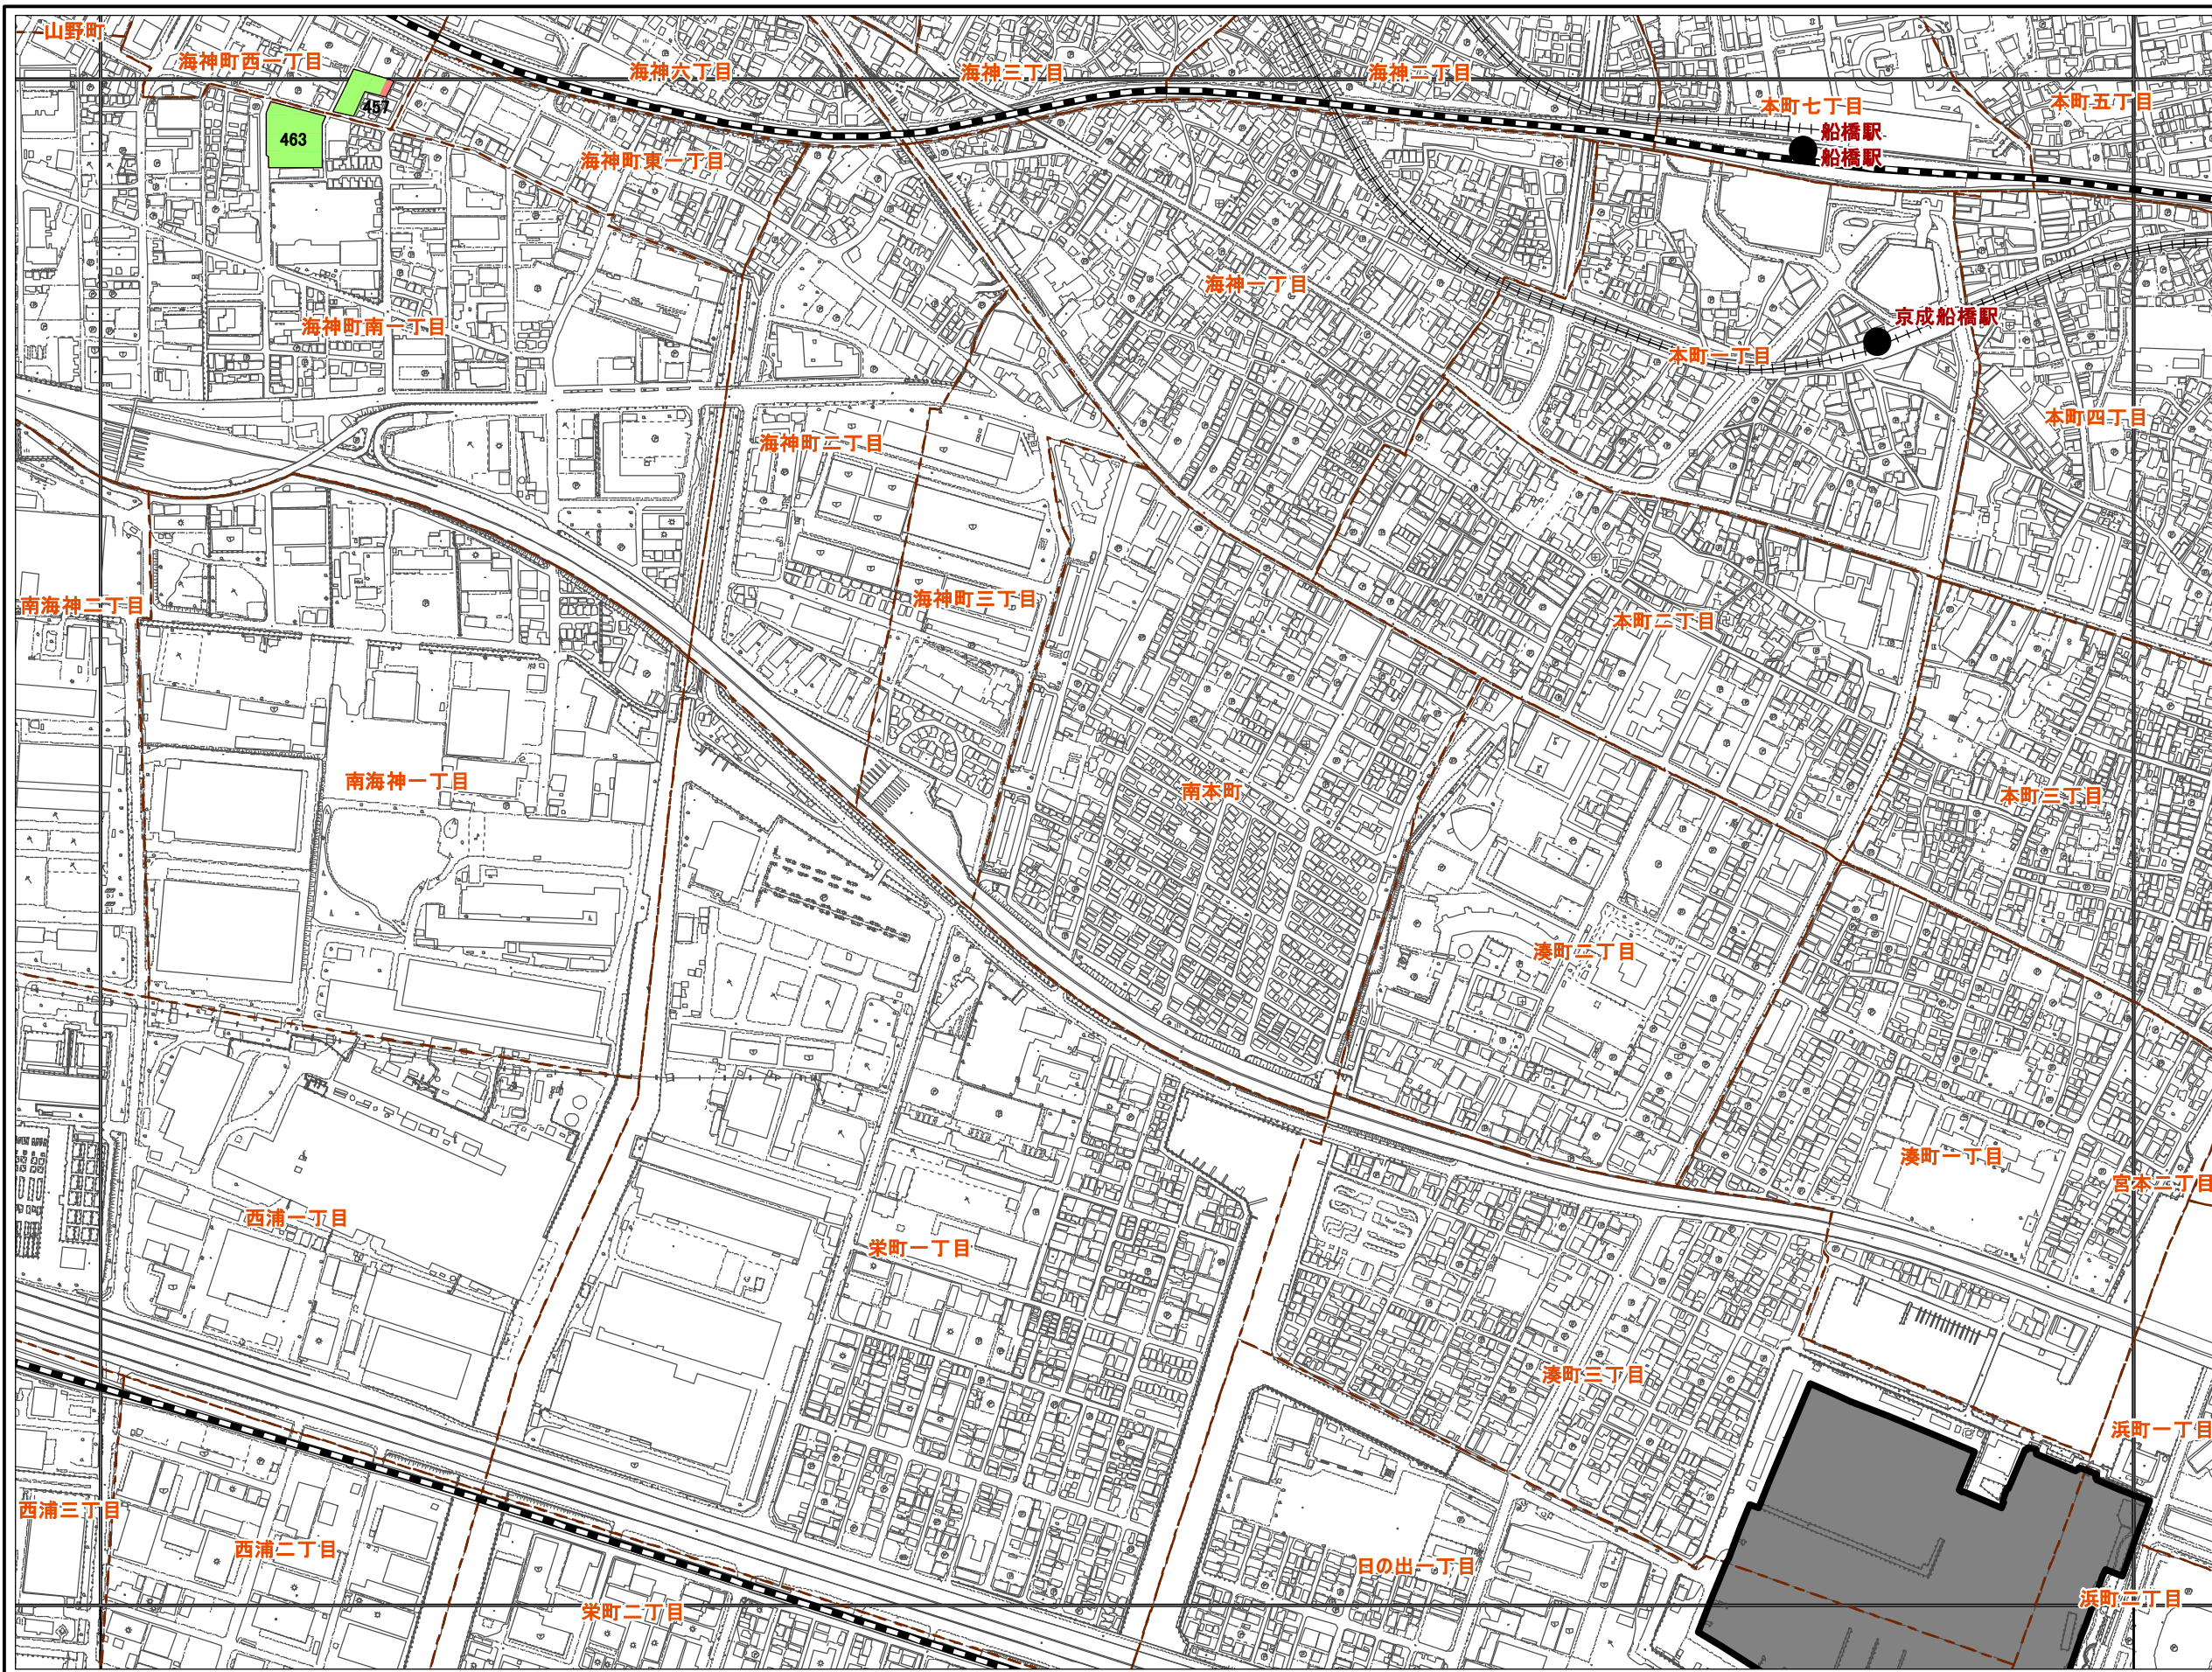 山野町
海神町西一丁目
海神六丁目
海神三丁目
海神二丁目
本町七丁目
本町五丁目
457
463
船橋駅
船橋駅
海神町東一丁目
海神一丁目
海神町南一丁目
京成船橋駅
本町一丁目
本町四丁目
海神町二丁目
南海神二丁目
海神町三丁目
本町二丁目
南海神一丁目
南本町
本町三丁目
湊町二丁目
湊町一丁目
宮本二丁目
西浦一丁目
栄町一丁目
湊町三丁目
浜町一丁目
西浦三丁目
西浦二丁目
日の出一丁目
栄町二丁目
浜町二丁目